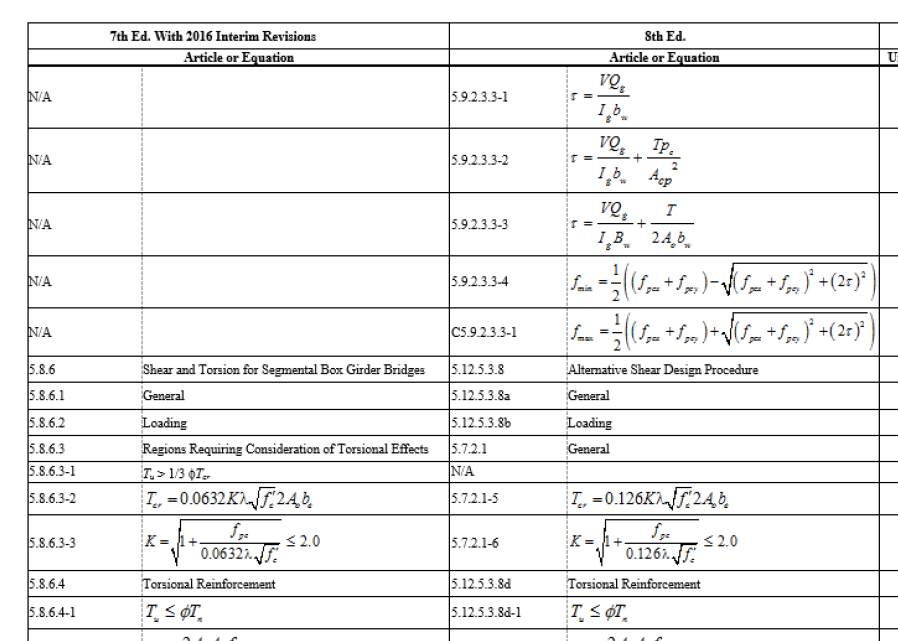 7th Ed. With 2016 Interim Revisions 8th Ed.
Article or Equation Article or Equation
N/A 5.9.2.3.3-1 τ = VQ_g / I_g b_w
N/A 5.9.2.3.3-2 τ = VQ_g / I_g b_w + Tp_c / A_cp²
N/A 5.9.2.3.3-3 τ = VQ_g / I_g B_w + T / 2A_o b_w
N/A 5.9.2.3.3-4 f_min = 1/2 ((f_pcx + f_pcy) − √((f_pcx + f_pcy)² + (2τ)²))
N/A C5.9.2.3.3-1 f_max = 1/2 ((f_pcx + f_pcy) + √((f_pcx + f_pcy)² + (2τ)²))
5.8.6 Shear and Torsion for Segmental Box Girder Bridges 5.12.5.3.8 Alternative Shear Design Procedure
5.8.6.1 General 5.12.5.3.8a General
5.8.6.2 Loading 5.12.5.3.8b Loading
5.8.6.3 Regions Requiring Consideration of Torsional Effects 5.7.2.1 General
5.8.6.3-1 T_u > 1/3 ϕT_cr N/A
5.8.6.3-2 T_cr = 0.0632Kλ√f′_c 2A_o b_e 5.7.2.1-5 T_cr = 0.126Kλ√f′_c 2A_o b_e
5.8.6.3-3 K = √(1 + f_pc / 0.0632λ√f′_c) ≤ 2.0 5.7.2.1-6 K = √(1 + f_pc / 0.126λ√f′_c) ≤ 2.0
5.8.6.4 Torsional Reinforcement 5.12.5.3.8d Torsional Reinforcement
5.8.6.4-1 T_u ≤ ϕT_n 5.12.5.3.8d-1 T_u ≤ ϕT_n